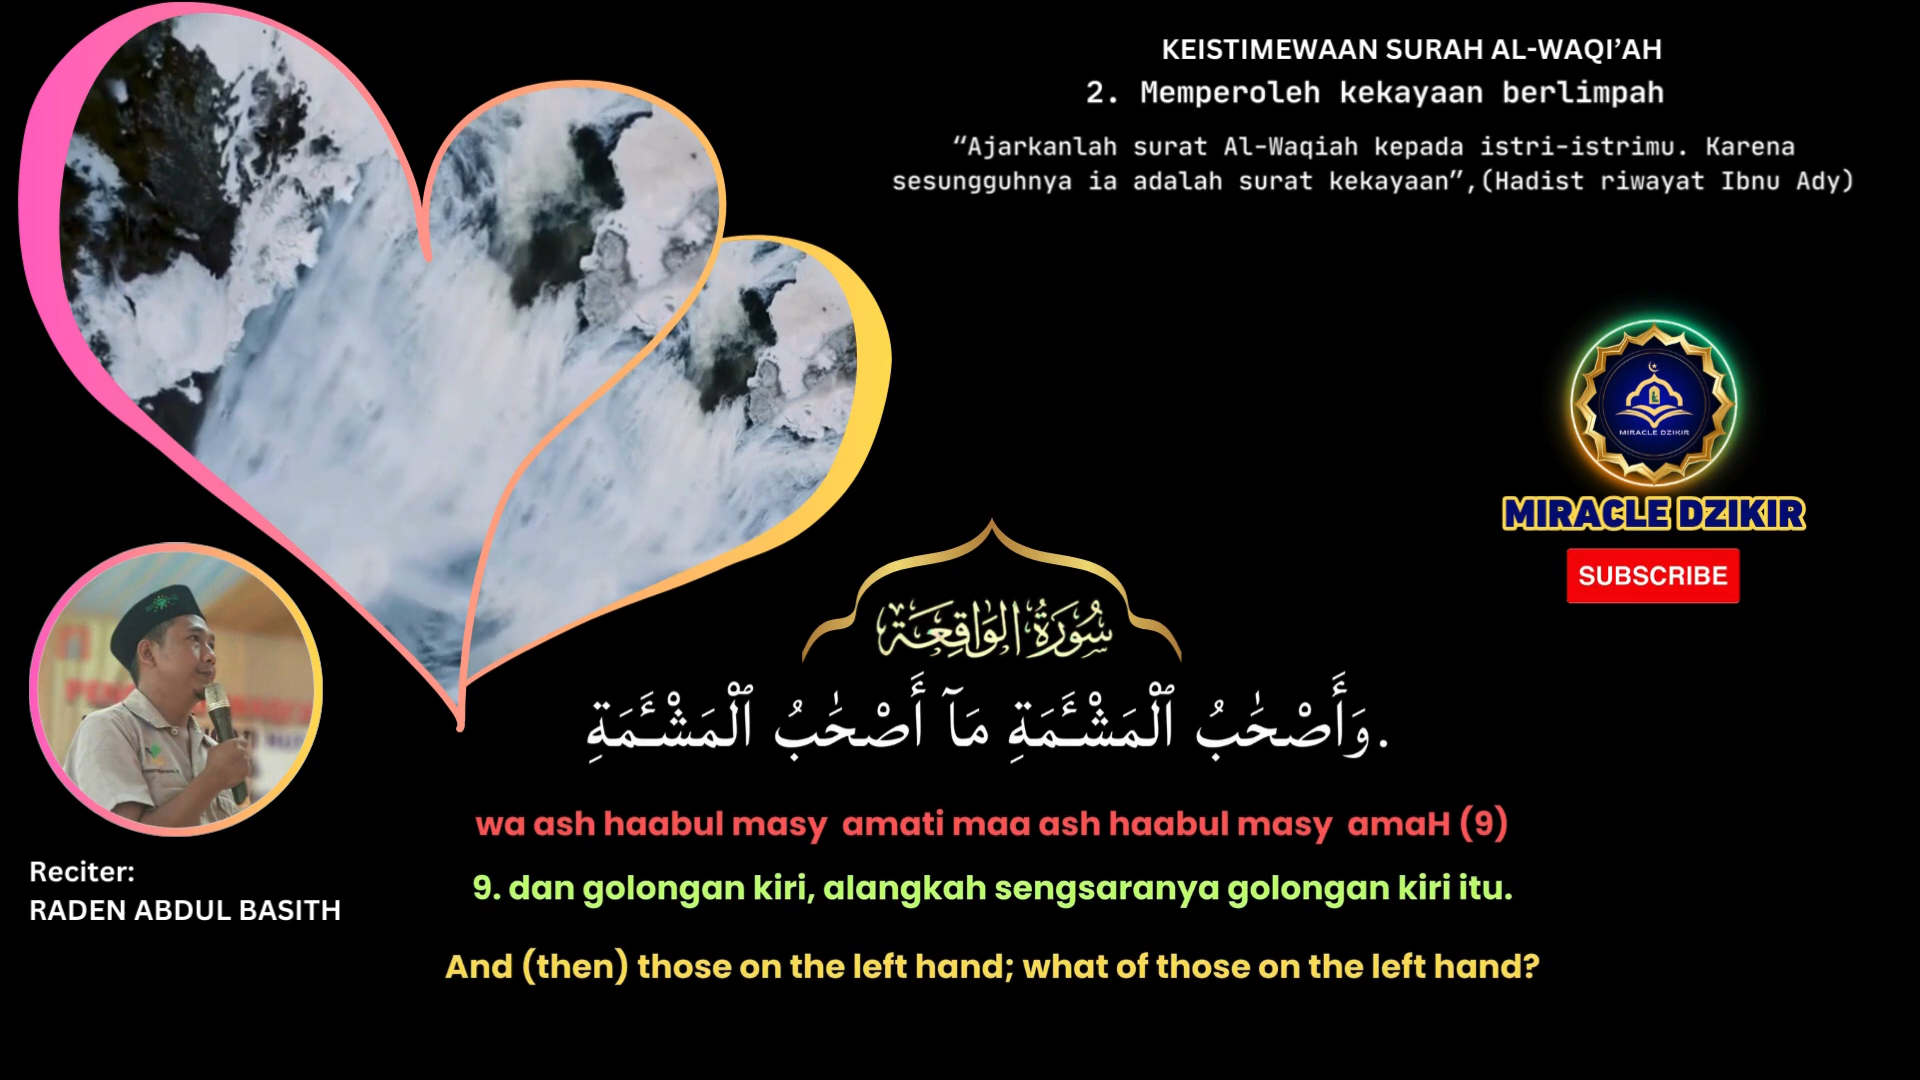 KEISTIMEWAAN SURAH AL-WAQI’AH
2. Memperoleh kekayaan berlimpah
“Ajarkanlah surat Al-Waqiah kepada istri-istrimu. Karena
sesungguhnya ia adalah surat kekayaan”,(Hadist riwayat Ibnu Ady)
MIRACLE DZIKIR
MIRACLE DZIKIR
SUBSCRIBE
سُورَةُ الوَاقِعَة
وَأَصْحَٰبُ ٱلْمَشْـَٔمَةِ مَآ أَصْحَٰبُ ٱلْمَشْـَٔمَةِ.
wa ash haabul masy  amati maa ash haabul masy  amaH (9)
9. dan golongan kiri, alangkah sengsaranya golongan kiri itu.
And (then) those on the left hand; what of those on the left hand?
Reciter:
RADEN ABDUL BASITH